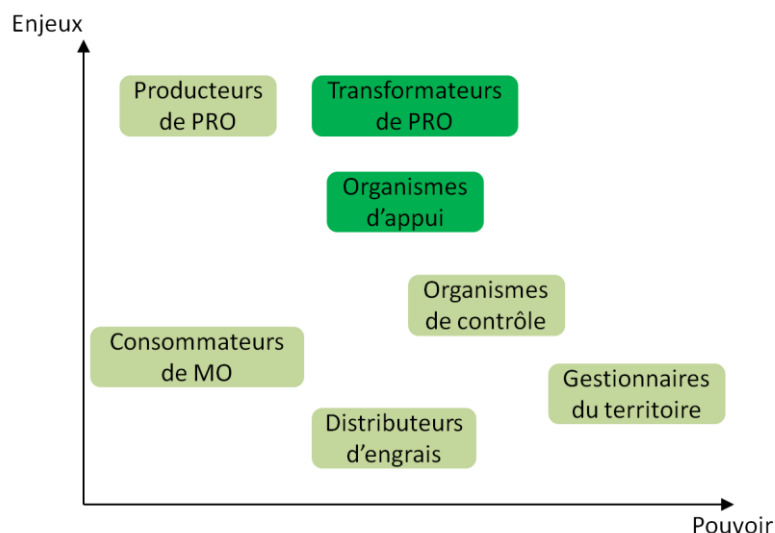 Enjeux
Producteurs
de PRO
Transformateurs
de PRO
Organismes
d’appui
Organismes
de contrôle
Consommateurs
de MO
Gestionnaires
du territoire
Distributeurs
d’engrais
Pouvoir